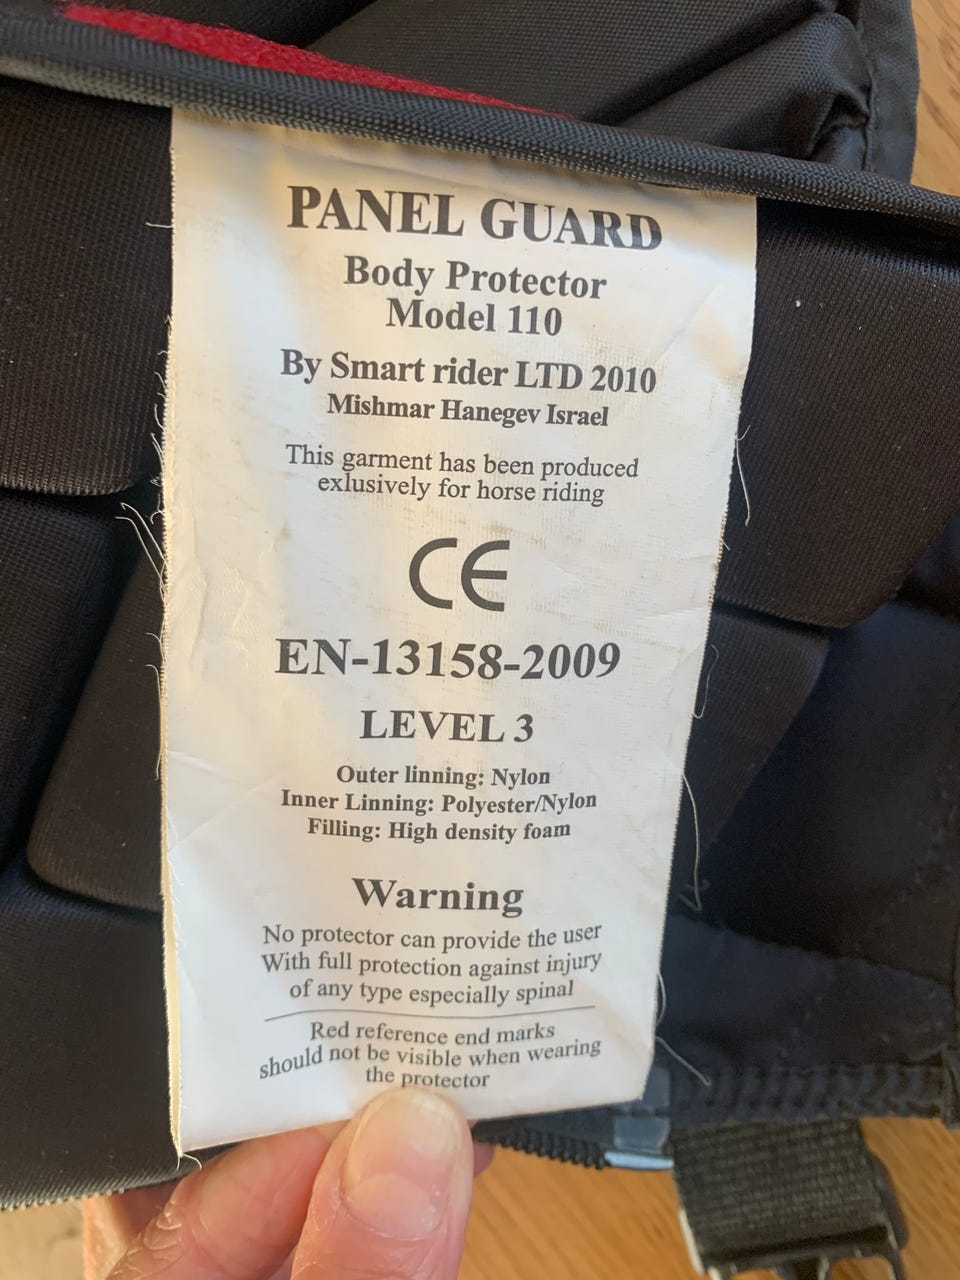 PANEL GUARD
Body Protector
Model 110
By Smart rider LTD 2010
Mishmar Hanegev Israel
This garment has been produced
exlusively for horse riding
CE
EN-13158-2009
LEVEL 3
Outer linning: Nylon
Inner Linning: Polyester/Nylon
Filling: High density foam
Warning
No protector can provide the user
With full protection against injury
of any type especially spinal
Red reference end marks
should not be visible when wearing
the protector